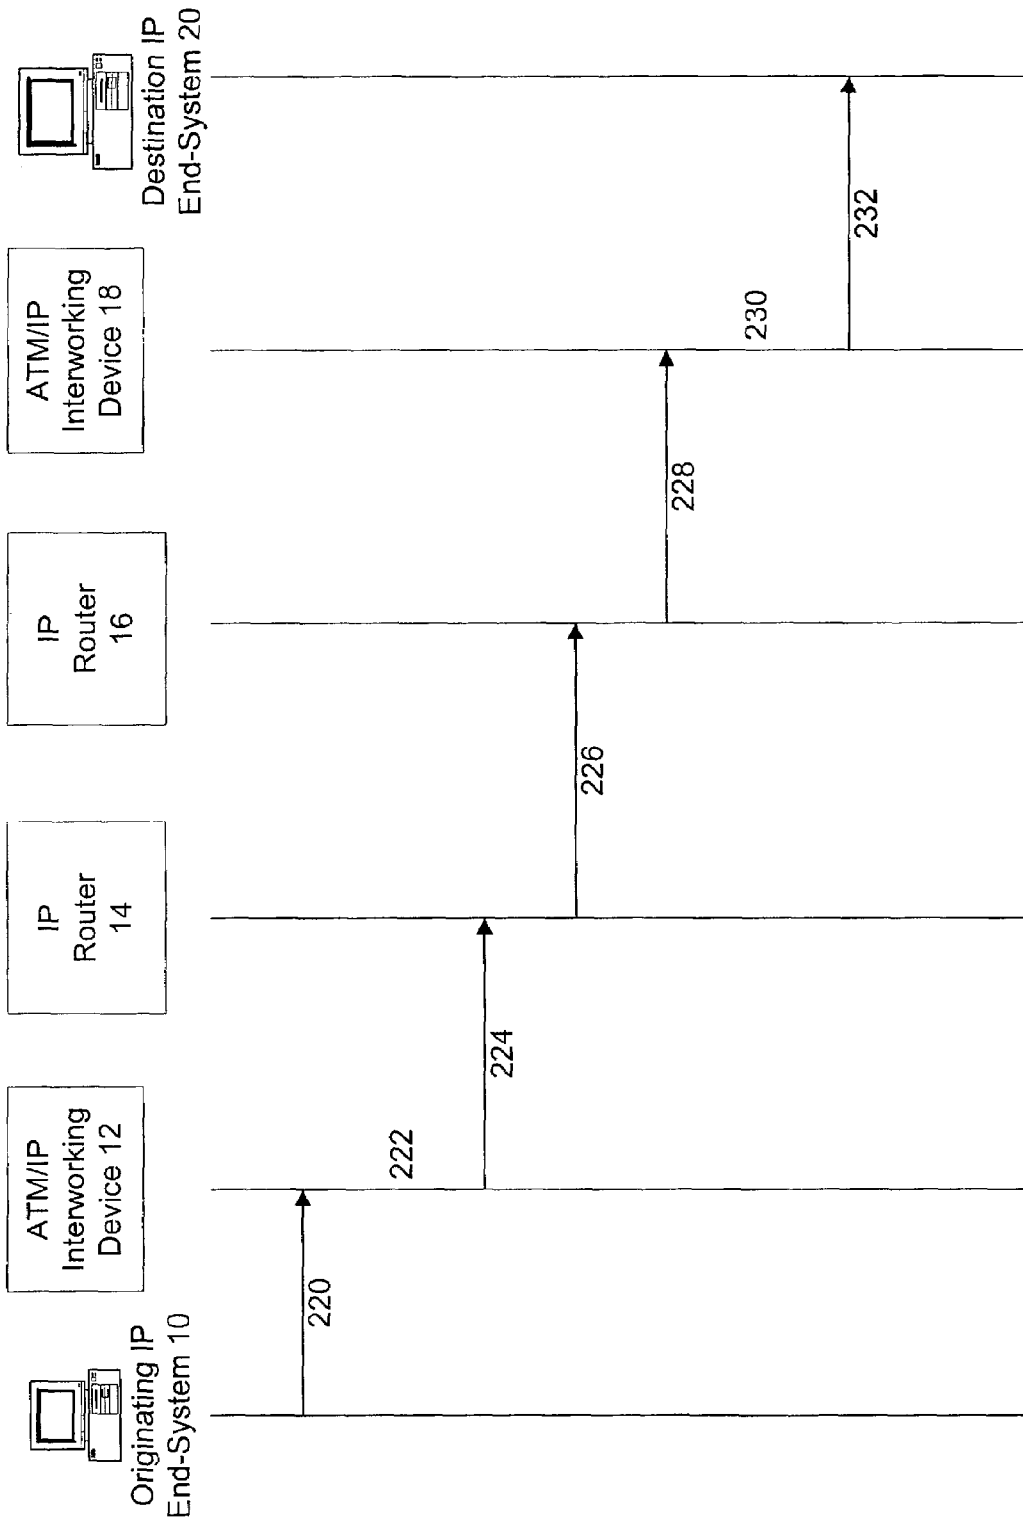 Originating IP
End-System 10
ATM/IP
Interworking
Device 12
IP
Router
14
IP
Router
16
ATM/IP
Interworking
Device 18
Destination IP
End-System 20
220
222
224
226
228
230
232